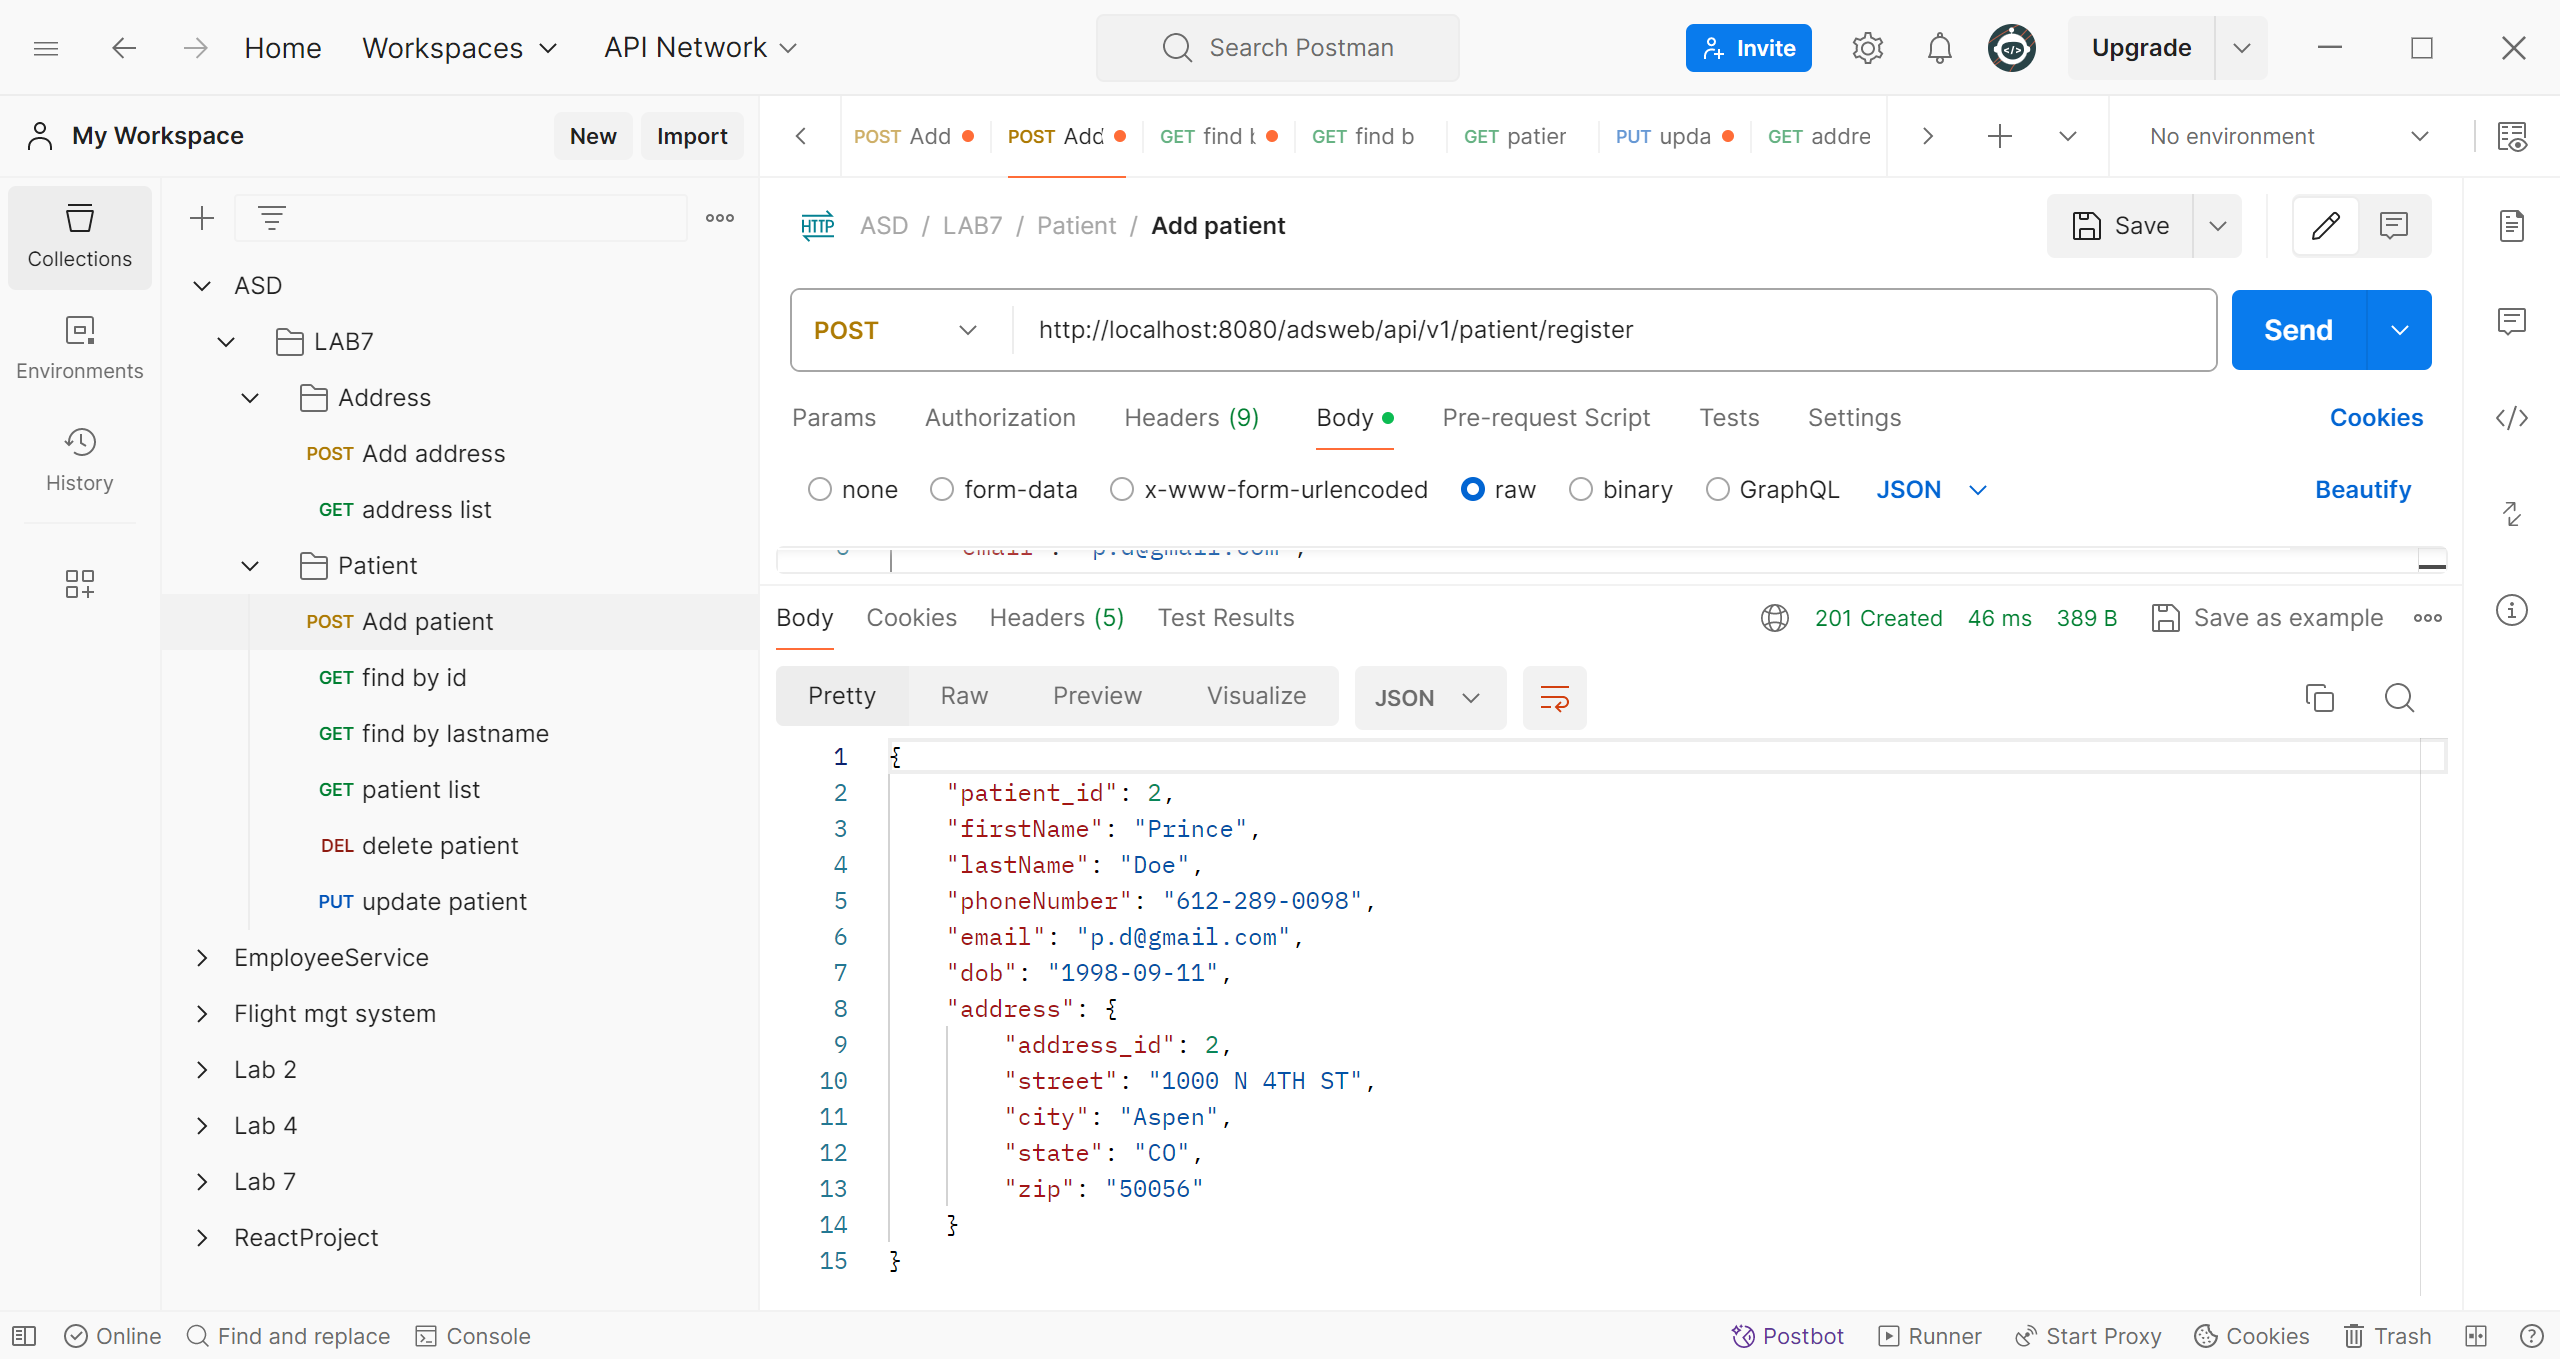 Home Workspaces API Network Search Postman Invite Upgrade
My Workspace New Import POST Add POST Add GET find GET find b GET patier PUT upda GET addre No environment
Collections
Environments
History
ASD
LAB7
Address
POST Add address
GET address list
Patient
POST Add patient
GET find by id
GET find by lastname
GET patient list
DEL delete patient
PUT update patient
EmployeeService
Flight mgt system
Lab 2
Lab 4
Lab 7
ReactProject
HTTP ASD / LAB7 / Patient / Add patient Save
POST http://localhost:8080/adsweb/api/v1/patient/register Send
Params Authorization Headers (9) Body Pre-request Script Tests Settings Cookies
none form-data x-www-form-urlencoded raw binary GraphQL JSON Beautify
6 "email": "p.d@gmail.com",
Body Cookies Headers (5) Test Results 201 Created 46 ms 389 B Save as example
Pretty Raw Preview Visualize JSON
1 {
2 "patient_id": 2,
3 "firstName": "Prince",
4 "lastName": "Doe",
5 "phoneNumber": "612-289-0098",
6 "email": "p.d@gmail.com",
7 "dob": "1998-09-11",
8 "address": {
9 "address_id": 2,
10 "street": "1000 N 4TH ST",
11 "city": "Aspen",
12 "state": "CO",
13 "zip": "50056"
14 }
15 }
Online Find and replace Console Postbot Runner Start Proxy Cookies Trash